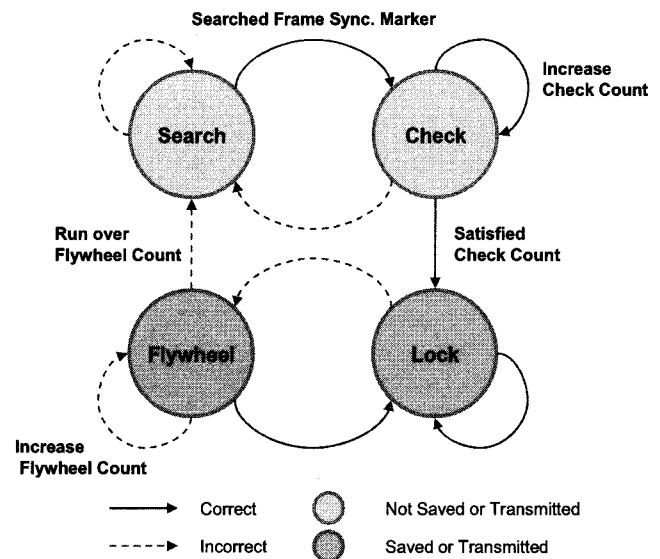 Searched Frame Sync. Marker
Search
Check
Increase
Check Count
Run over
Flywheel Count
Satisfied
Check Count
Flywheel
Lock
Increase
Flywheel Count
Correct
Not Saved or Transmitted
Incorrect
Saved or Transmitted